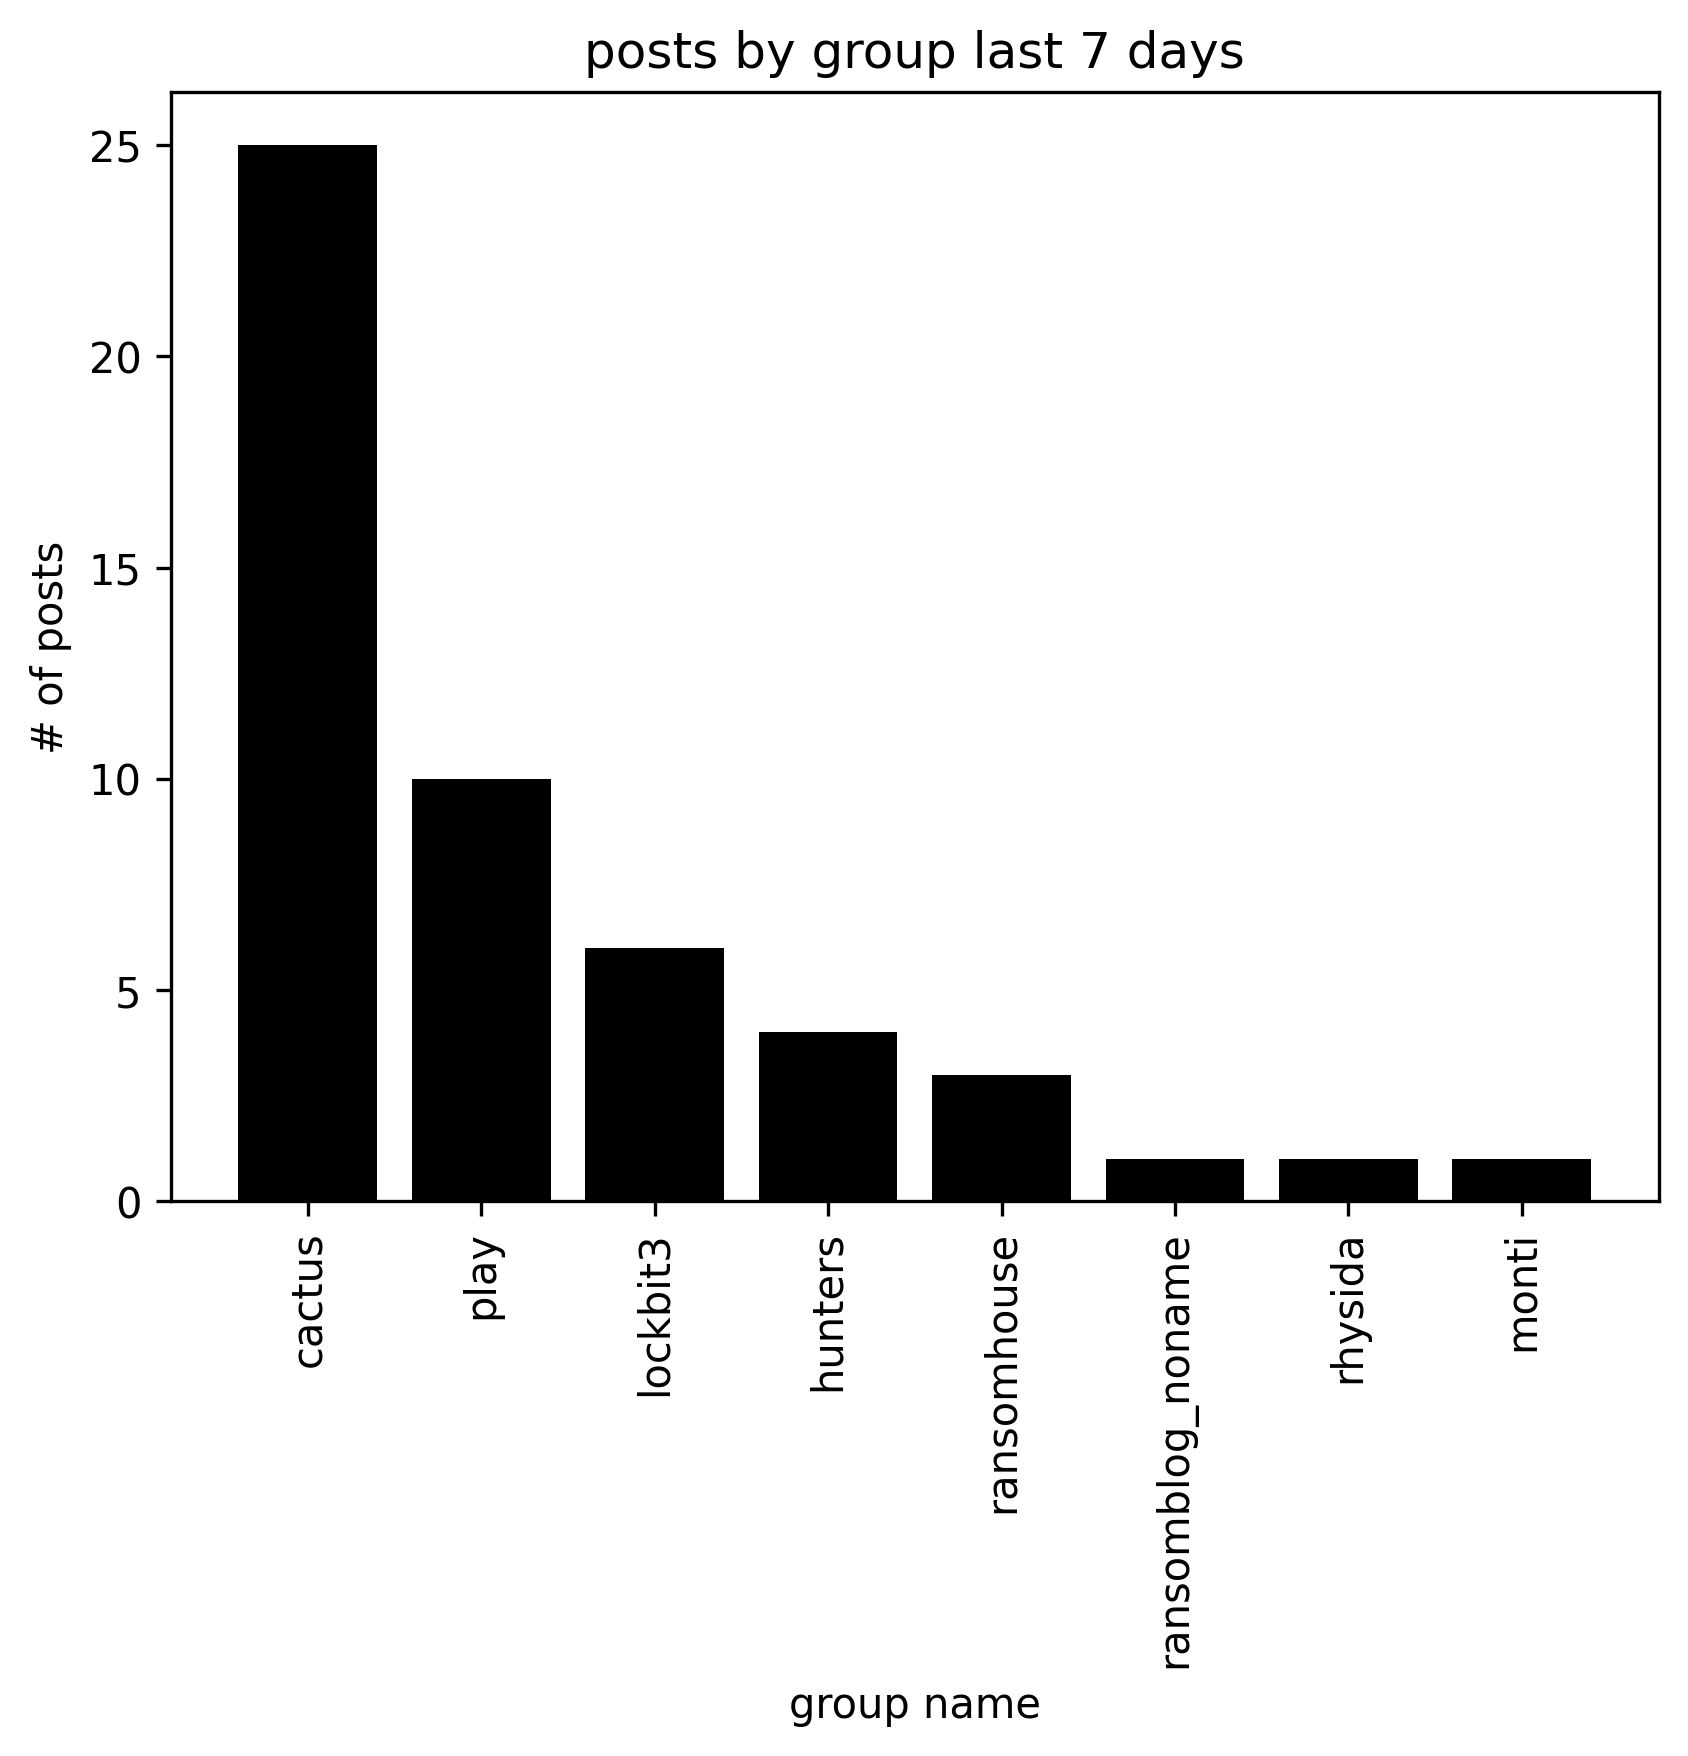 posts by group last 7 days
# of posts
25
20
15
10
5
0
cactus
play
lockbit3
hunters
ransomhouse
ransomblog_noname
rhysida
monti
group name